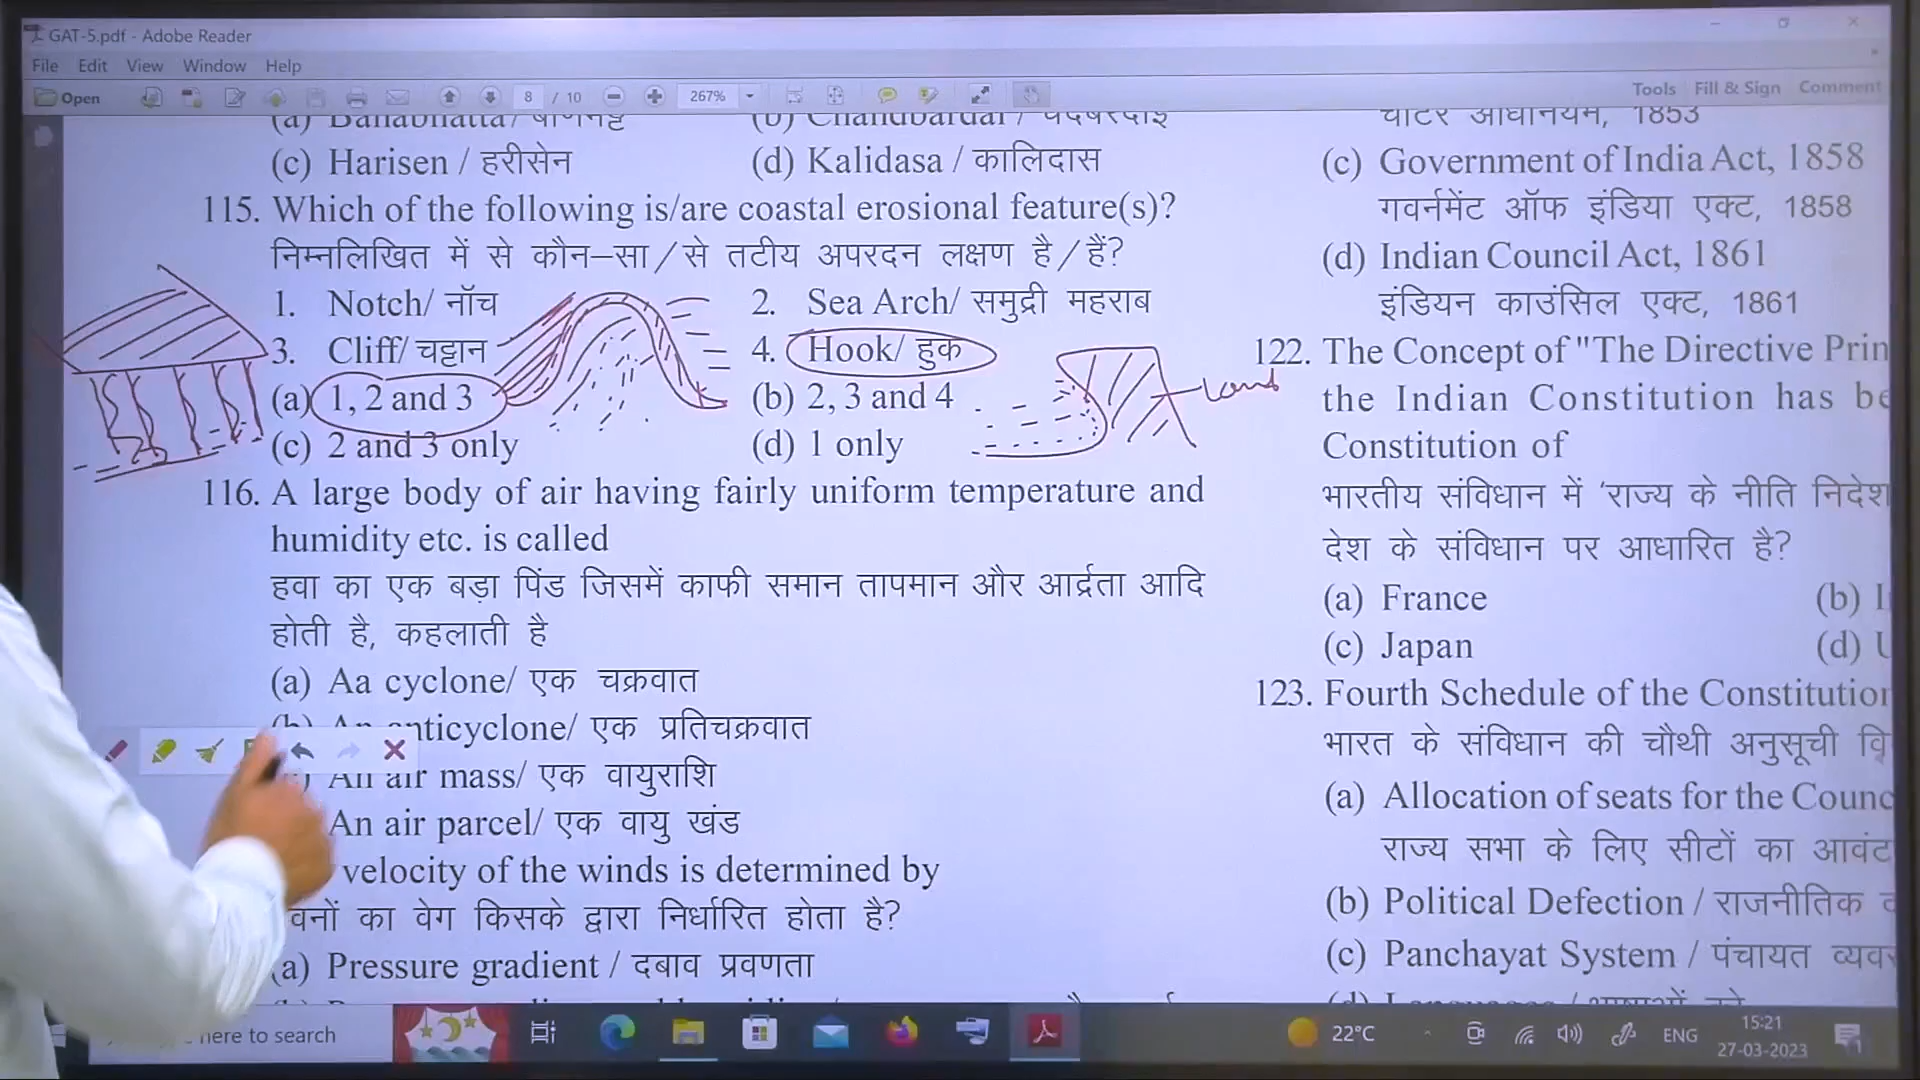 GAT-5.pdf - Adobe Reader
File Edit View Window Help
Open 8 / 10 267% Tools Fill & Sign Comment
(c) Harisen / हरीसेन (d) Kalidasa / कालिदास
115. Which of the following is/are coastal erosional feature(s)?
निम्नलिखित में से कौन–सा/से तटीय अपरदन लक्षण है/हैं?
1. Notch/ नॉच 2. Sea Arch/ समुद्री महराब
3. Cliff/ चट्टान 4. Hook/ हुक
(a) 1, 2 and 3 (b) 2, 3 and 4
(c) 2 and 3 only (d) 1 only
116. A large body of air having fairly uniform temperature and
humidity etc. is called
हवा का एक बड़ा पिंड जिसमें काफी समान तापमान और आर्द्रता आदि
होती है, कहलाती है
(a) Aa cyclone/ एक चक्रवात
(b) An anticyclone/ एक प्रतिचक्रवात
An air mass/ एक वायुराशि
An air parcel/ एक वायु खंड
velocity of the winds is determined by
वनों का वेग किसके द्वारा निर्धारित होता है?
(a) Pressure gradient / दबाव प्रवणता
चार्टर अधिनियम, 1853
(c) Government of India Act, 1858
गवर्नमेंट ऑफ इंडिया एक्ट, 1858
(d) Indian Council Act, 1861
इंडियन काउंसिल एक्ट, 1861
122. The Concept of "The Directive Prin
the Indian Constitution has be
Constitution of
भारतीय संविधान में 'राज्य के नीति निदेश
देश के संविधान पर आधारित है?
(a) France (b) I
(c) Japan (d) U
123. Fourth Schedule of the Constitution
भारत के संविधान की चौथी अनुसूची वि
(a) Allocation of seats for the Counc
राज्य सभा के लिए सीटों का आवंट
(b) Political Defection / राजनीतिक द
(c) Panchayat System / पंचायत व्यव
here to search 22°C ENG 15:21
27-03-2023